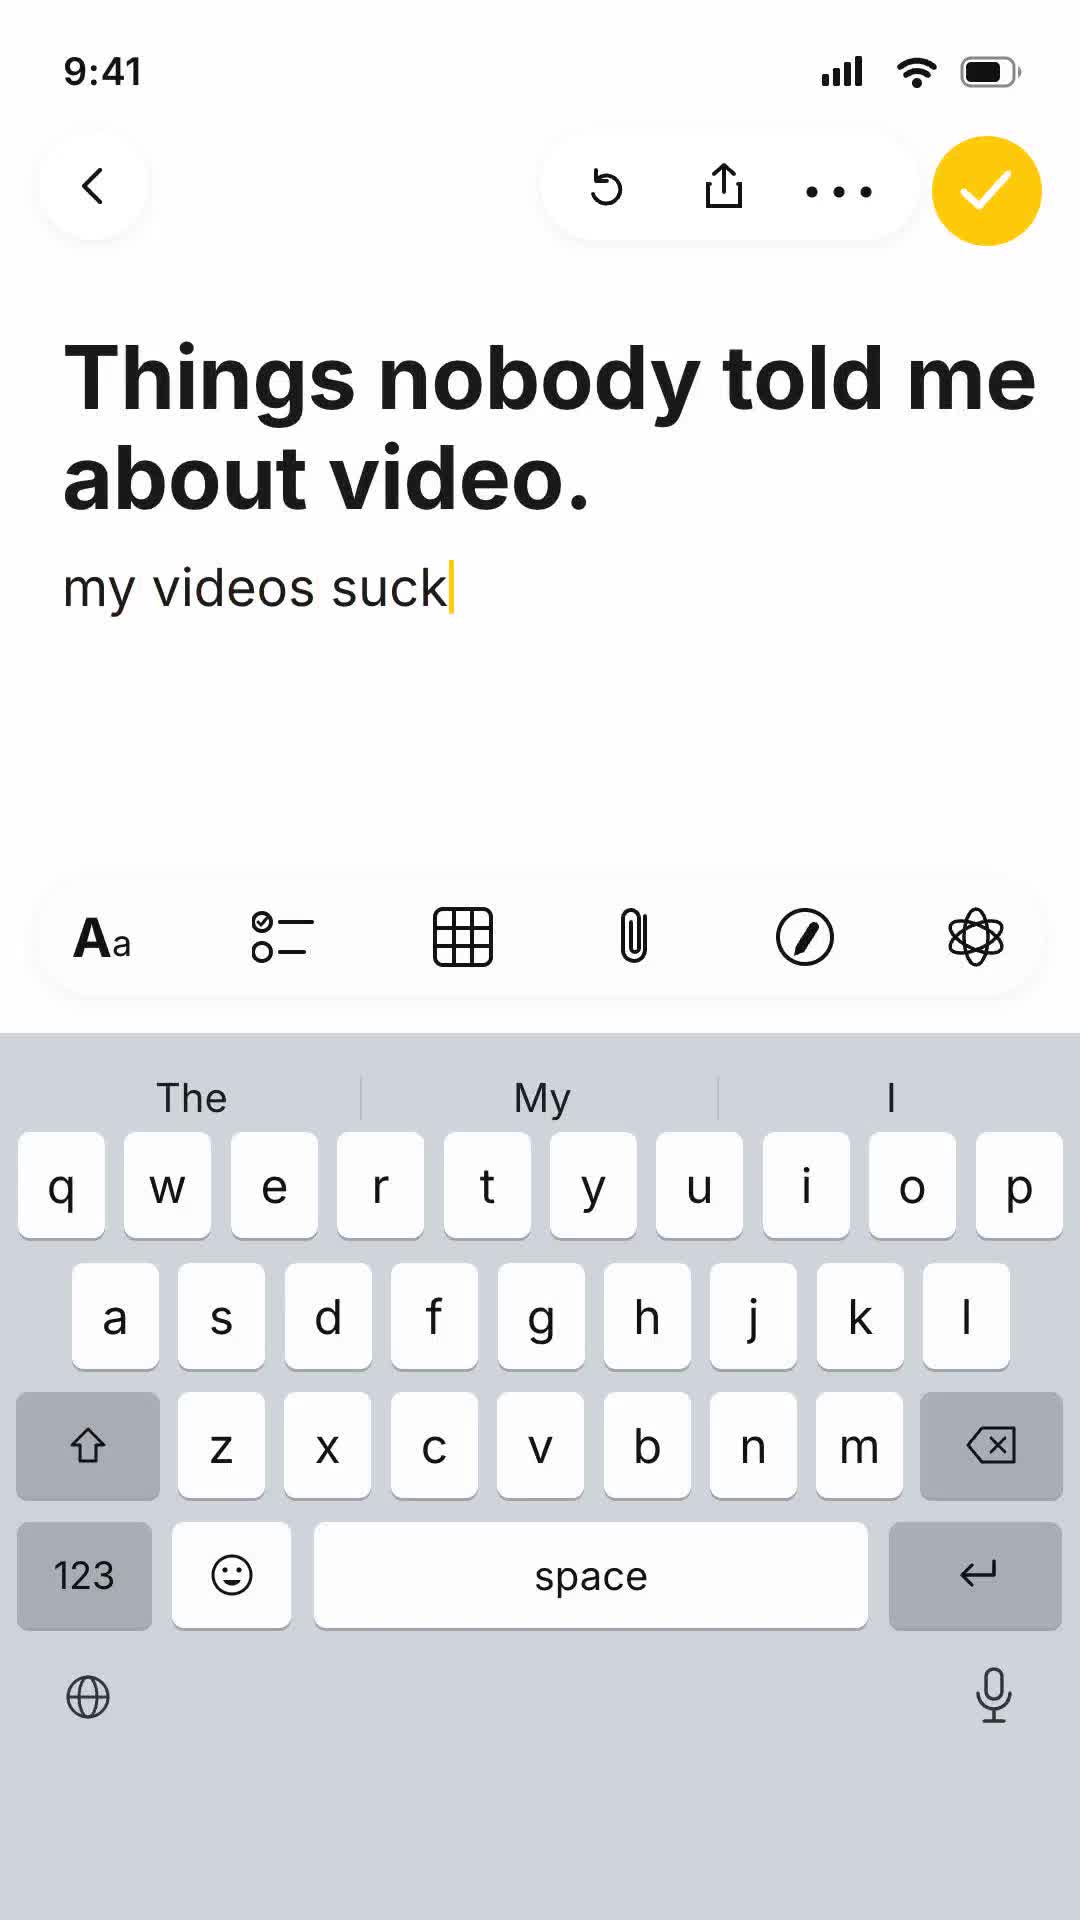 9:41
Things nobody told me
about video.
my videos suck
Aa
The My I
q w e r t y u i o p
a s d f g h j k l
z x c v b n m
123 space